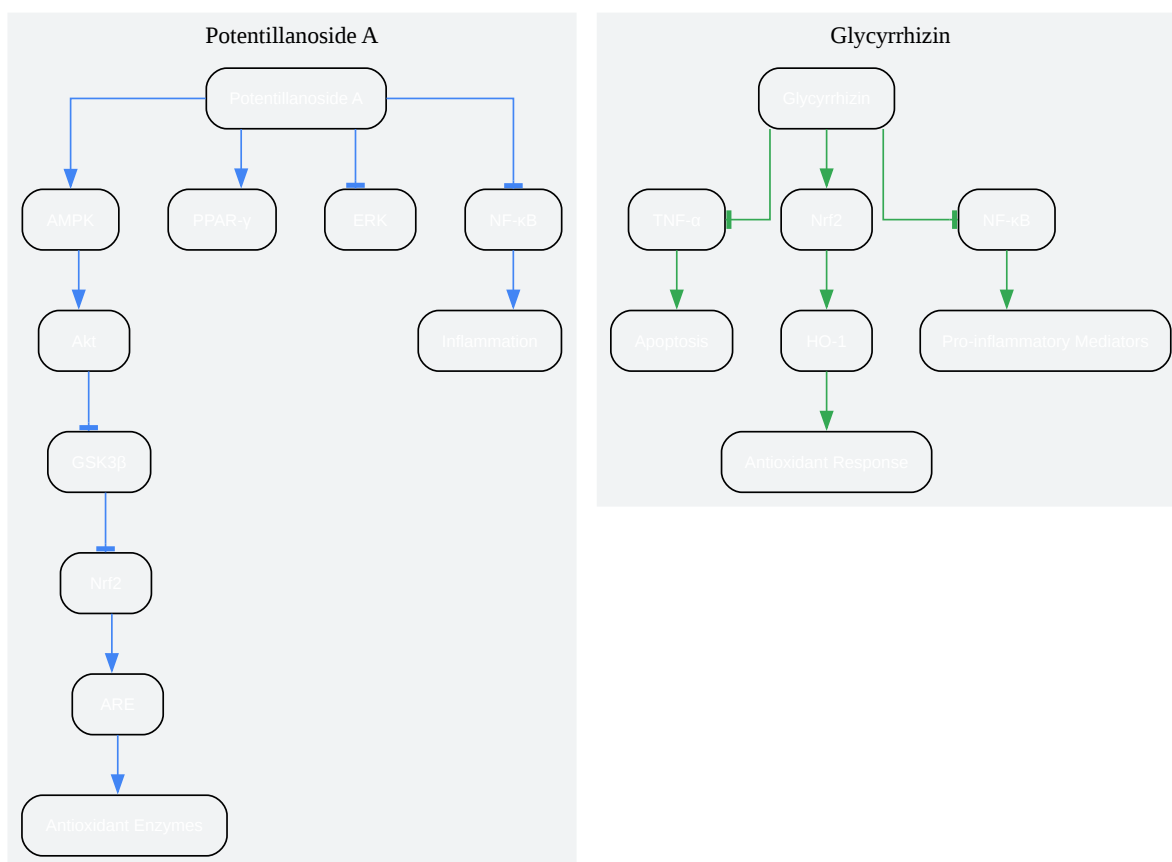 Potentillanoside A
Potentillanoside A
AMPK
PPAR-γ
ERK
NF-κB
Akt
Inflammation
GSK3β
Nrf2
ARE
Antioxidant Enzymes
Glycyrrhizin
Glycyrrhizin
TNF-α
Nrf2
NF-κB
Apoptosis
HO-1
Pro-inflammatory Mediators
Antioxidant Response